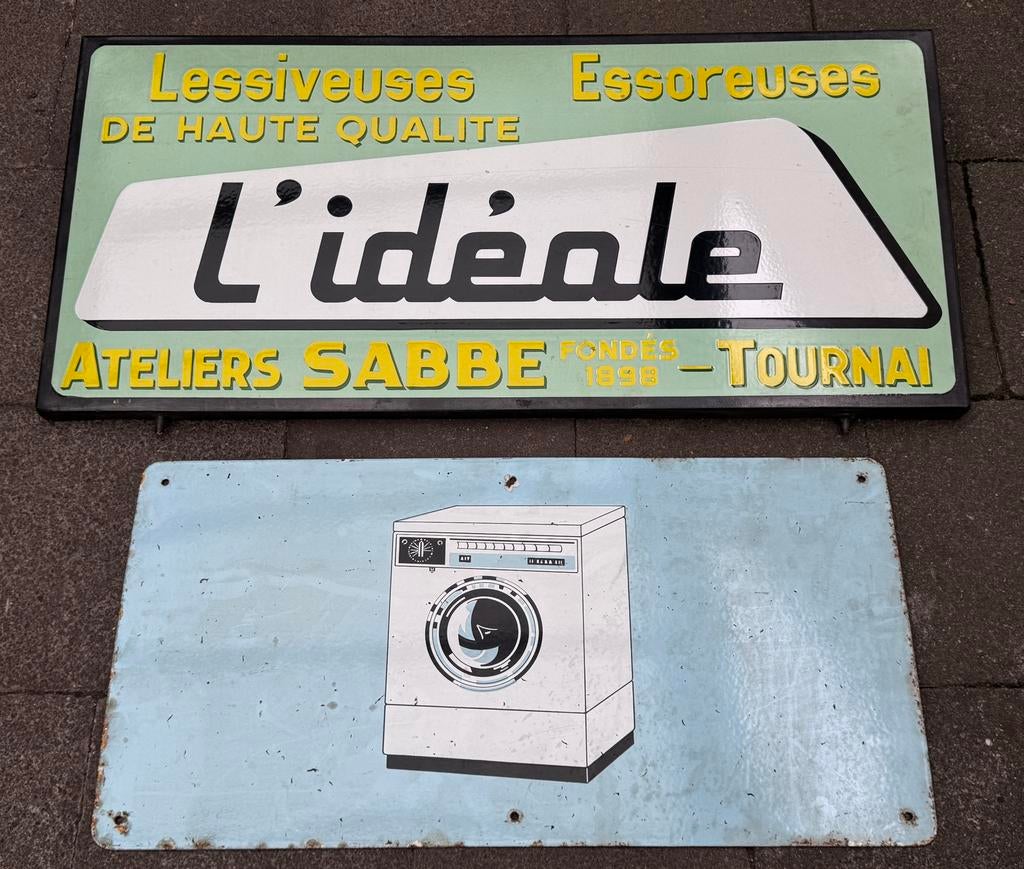 Lessiveuses Essoreuses
DE HAUTE QUALITE
L'idéale
ATELIERS SABBE FONDÉS 1898 – TOURNAI